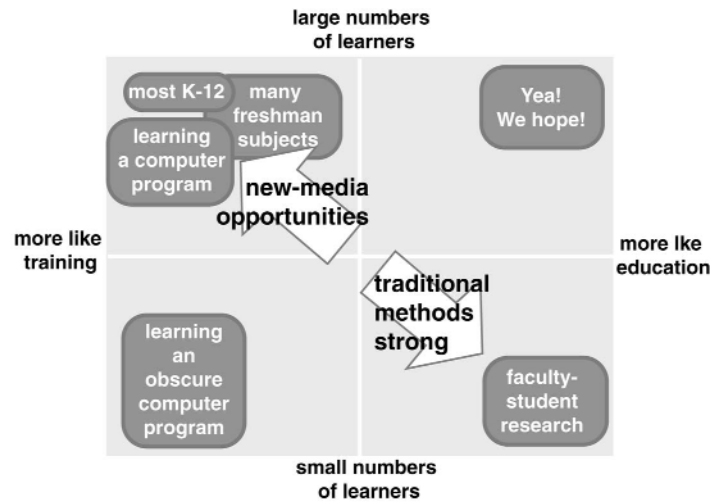 large numbers
of learners
most K-12
many
freshman
subjects
learning
a computer
program
Yea!
We hope!
new-media
opportunities
more like
training
more lke
education
traditional
methods
strong
learning
an
obscure
computer
program
faculty-
student
research
small numbers
of learners